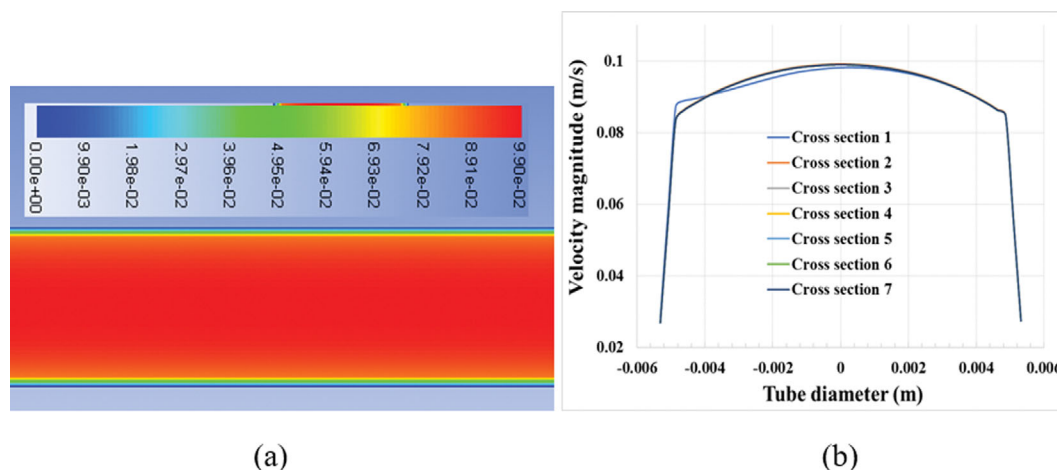 0.00e+00
9.90e-03
1.98e-02
2.97e-02
3.96e-02
4.95e-02
5.94e-02
6.93e-02
7.92e-02
8.91e-02
9.90e-02
(a)
Velocity magnitude (m/s)
0.1
0.08
0.06
0.04
0.02
Cross section 1
Cross section 2
Cross section 3
Cross section 4
Cross section 5
Cross section 6
Cross section 7
-0.006 -0.004 -0.002 0 0.002 0.004 0.006
Tube diameter (m)
(b)